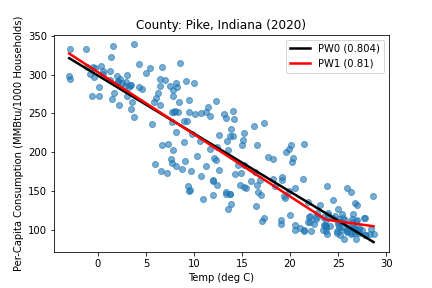 County: Pike, Indiana (2020)
Per-Capita Consumption (MMBtu/1000 Households)
350
300
250
200
150
100
PW0 (0.804)
PW1 (0.81)
0
5
10
15
20
25
30
Temp (deg C)